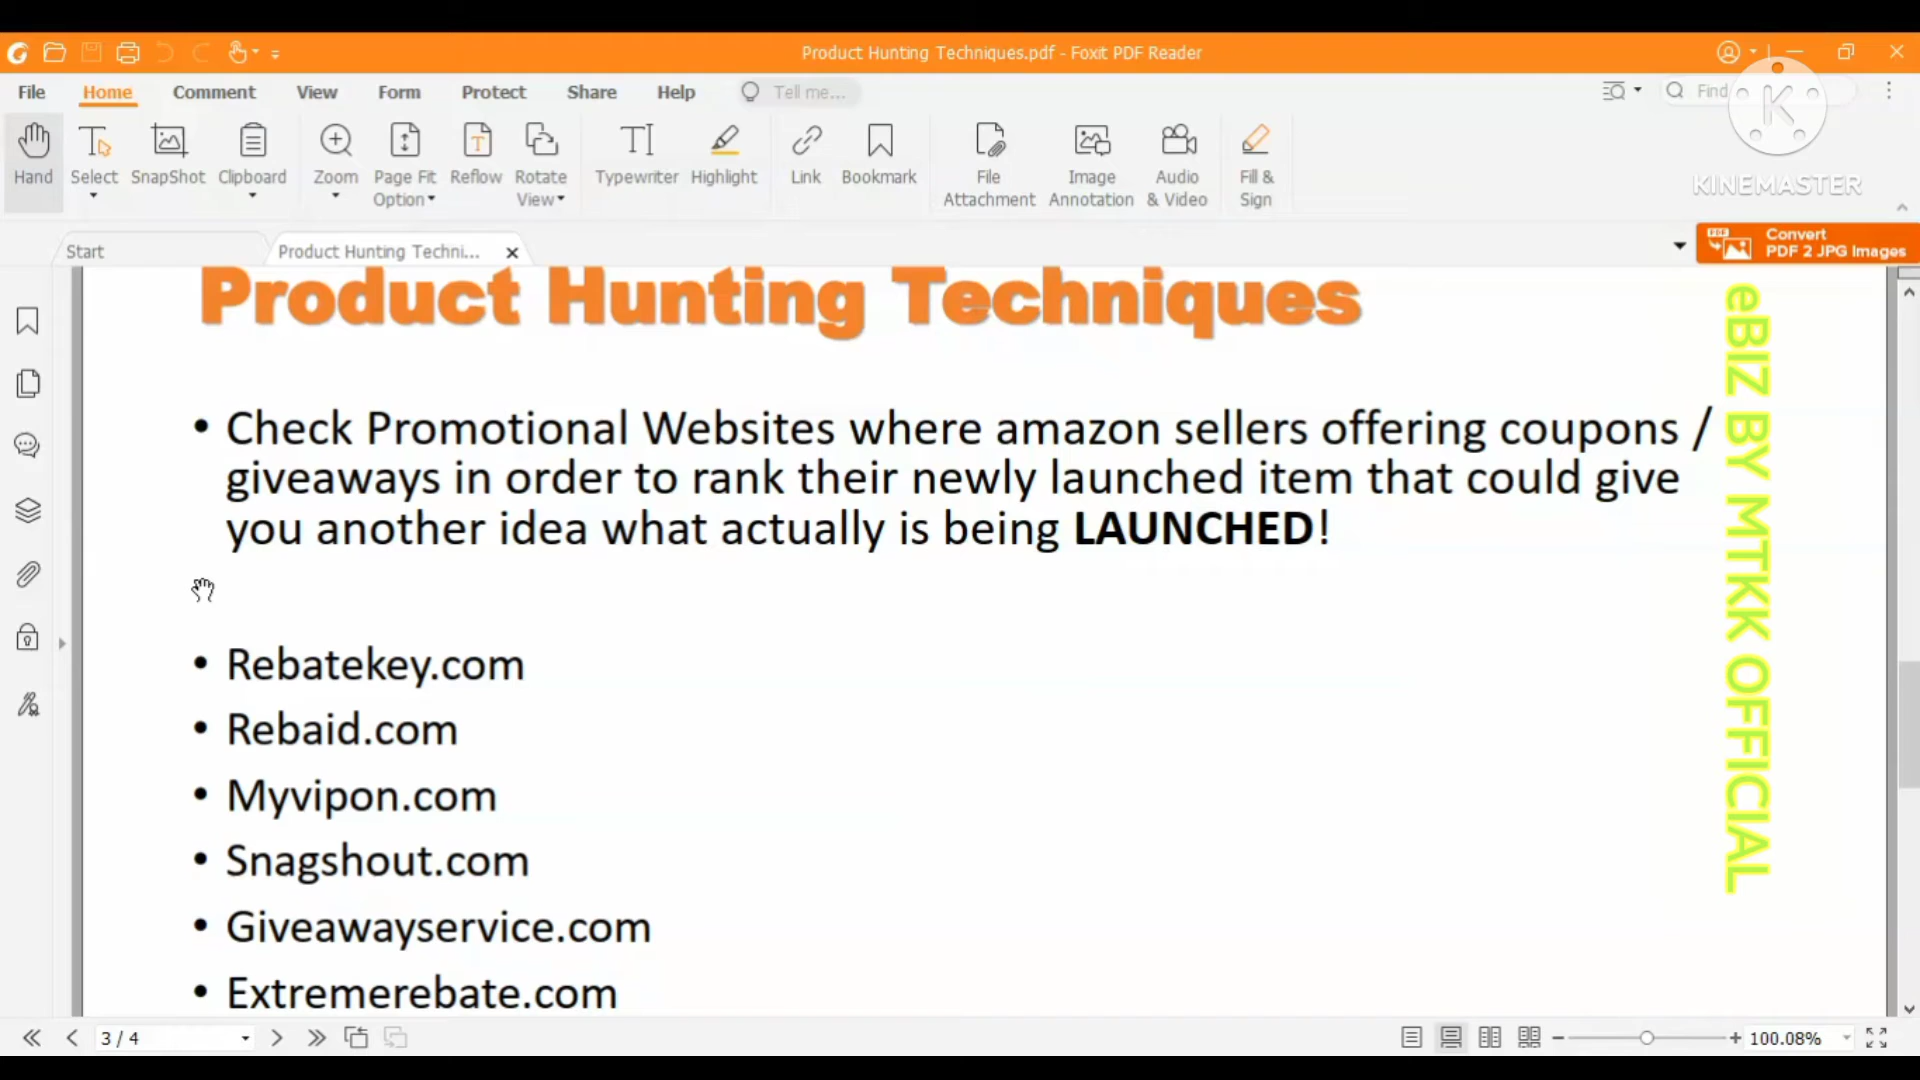 Product Hunting Techniques.pdf - Foxit PDF Reader
File Home Comment View Form Protect Share Help Tell me... Find
Hand Select SnapShot Clipboard Zoom Page Fit Option Reflow Rotate View Typewriter Highlight Link Bookmark File Attachment Image Annotation Audio & Video Fill & Sign
K
KINEMASTER
Start Product Hunting Techni...
Convert
PDF 2 JPG Images
Product Hunting Techniques
• Check Promotional Websites where amazon sellers offering coupons /
giveaways in order to rank their newly launched item that could give
you another idea what actually is being LAUNCHED!
• Rebatekey.com
• Rebaid.com
• Myvipon.com
• Snagshout.com
• Giveawayservice.com
• Extremerebate.com
eBIZ BY MTKK OFFICIAL
3 / 4
100.08%